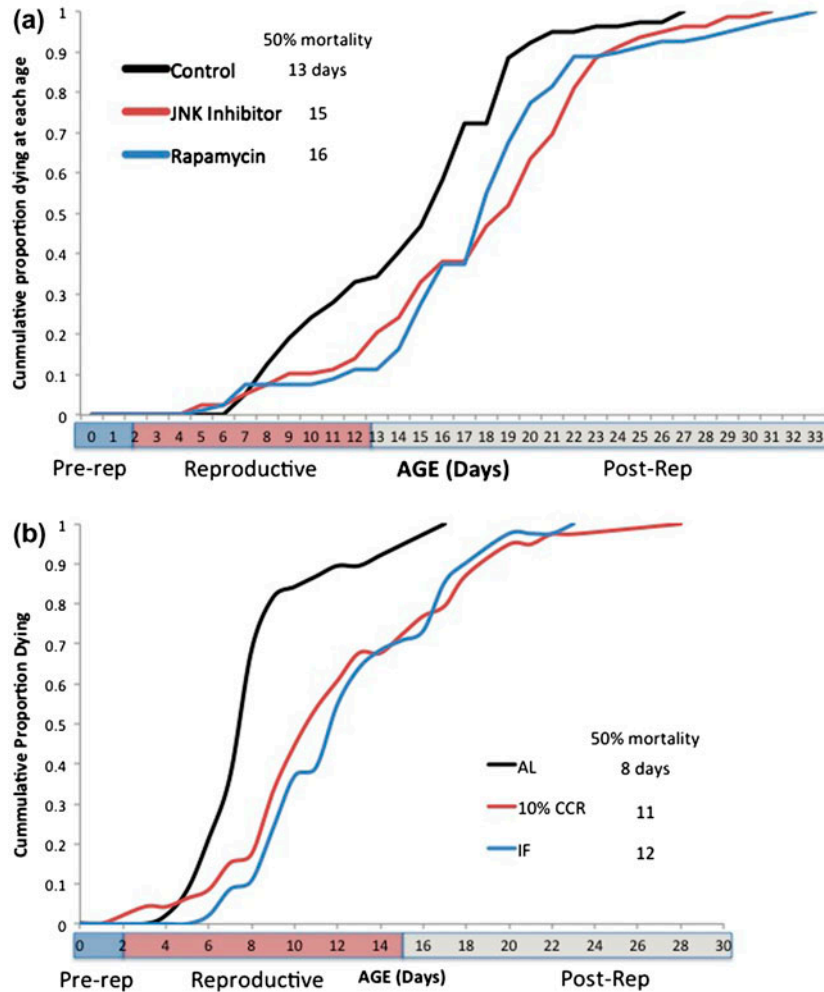 (a)
50% mortality
Control 13 days
JNK Inhibitor 15
Rapamycin 16
Cunmulative proportion dying at each age
1
0.9
0.8
0.7
0.6
0.5
0.4
0.3
0.2
0.1
0
0 1 2 3 4 5 6 7 8 9 10 11 12 13 14 15 16 17 18 19 20 21 22 23 24 25 26 27 28 29 30 31 32 33
Pre-rep Reproductive AGE (Days) Post-Rep
(b)
Cummulative Proportion Dying
1
0.9
0.8
0.7
0.6
0.5
0.4
0.3
0.2
0.1
0
50% mortality
AL 8 days
10% CCR 11
IF 12
0 2 4 6 8 10 12 14 16 18 20 22 24 26 28 30
Pre-rep Reproductive AGE (Days) Post-Rep